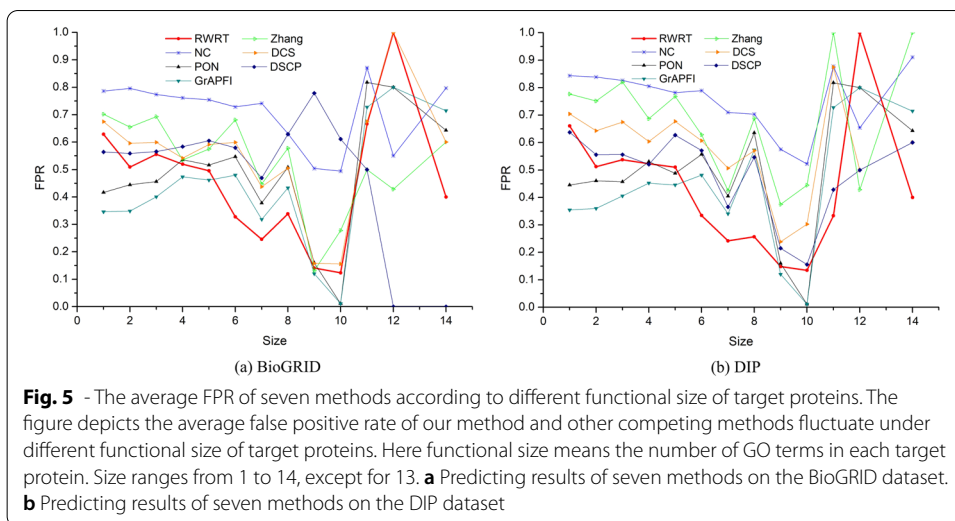 RWRT
Zhang
NC
DCS
PON
DSCP
GrAPFI
1.0
0.9
0.8
0.7
0.6
0.5
0.4
0.3
0.2
0.1
0.0
FPR
0 2 4 6 8 10 12 14
Size
(a) BioGRID
RWRT
Zhang
NC
DCS
PON
DSCP
GrAPFI
1.0
0.9
0.8
0.7
0.6
0.5
0.4
0.3
0.2
0.1
0.0
FPR
0 2 4 6 8 10 12 14
Size
(b) DIP
Fig. 5 - The average FPR of seven methods according to different functional size of target proteins. The
figure depicts the average false positive rate of our method and other competing methods fluctuate under
different functional size of target proteins. Here functional size means the number of GO terms in each target
protein. Size ranges from 1 to 14, except for 13. a Predicting results of seven methods on the BioGRID dataset.
b Predicting results of seven methods on the DIP dataset